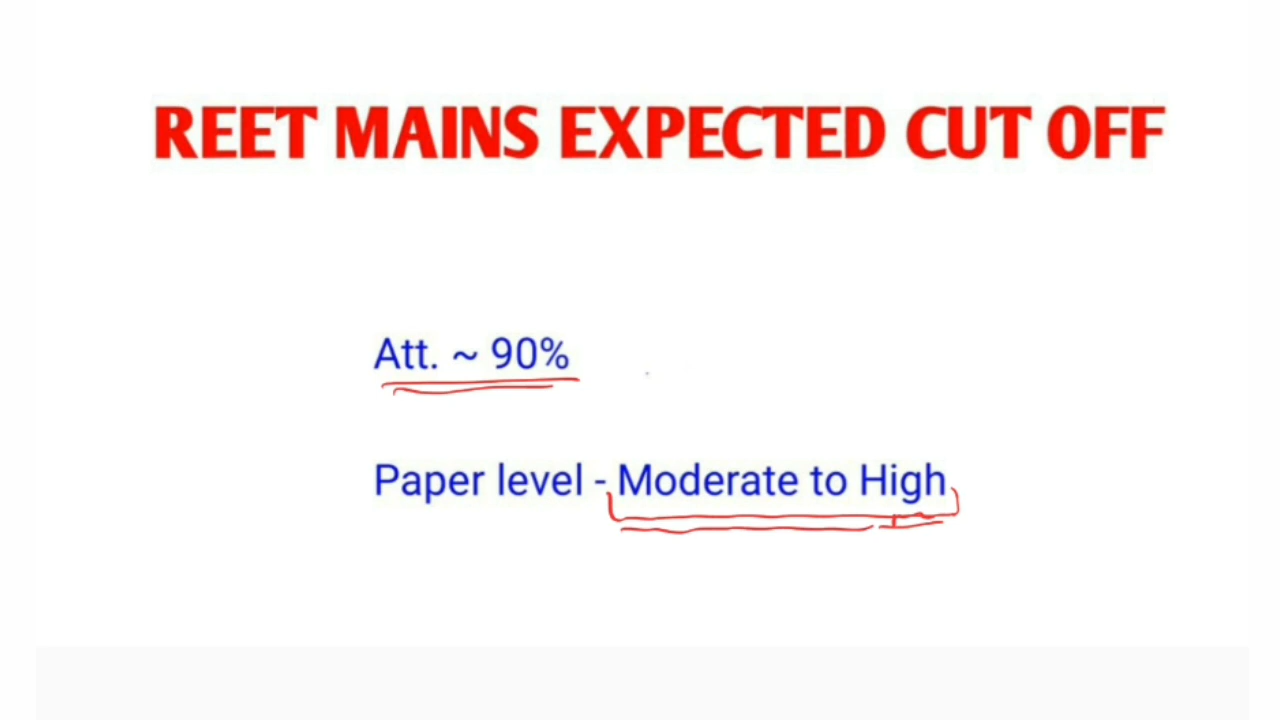 REET MAINS EXPECTED CUT OFF
Att. ~ 90%
Paper level - Moderate to High